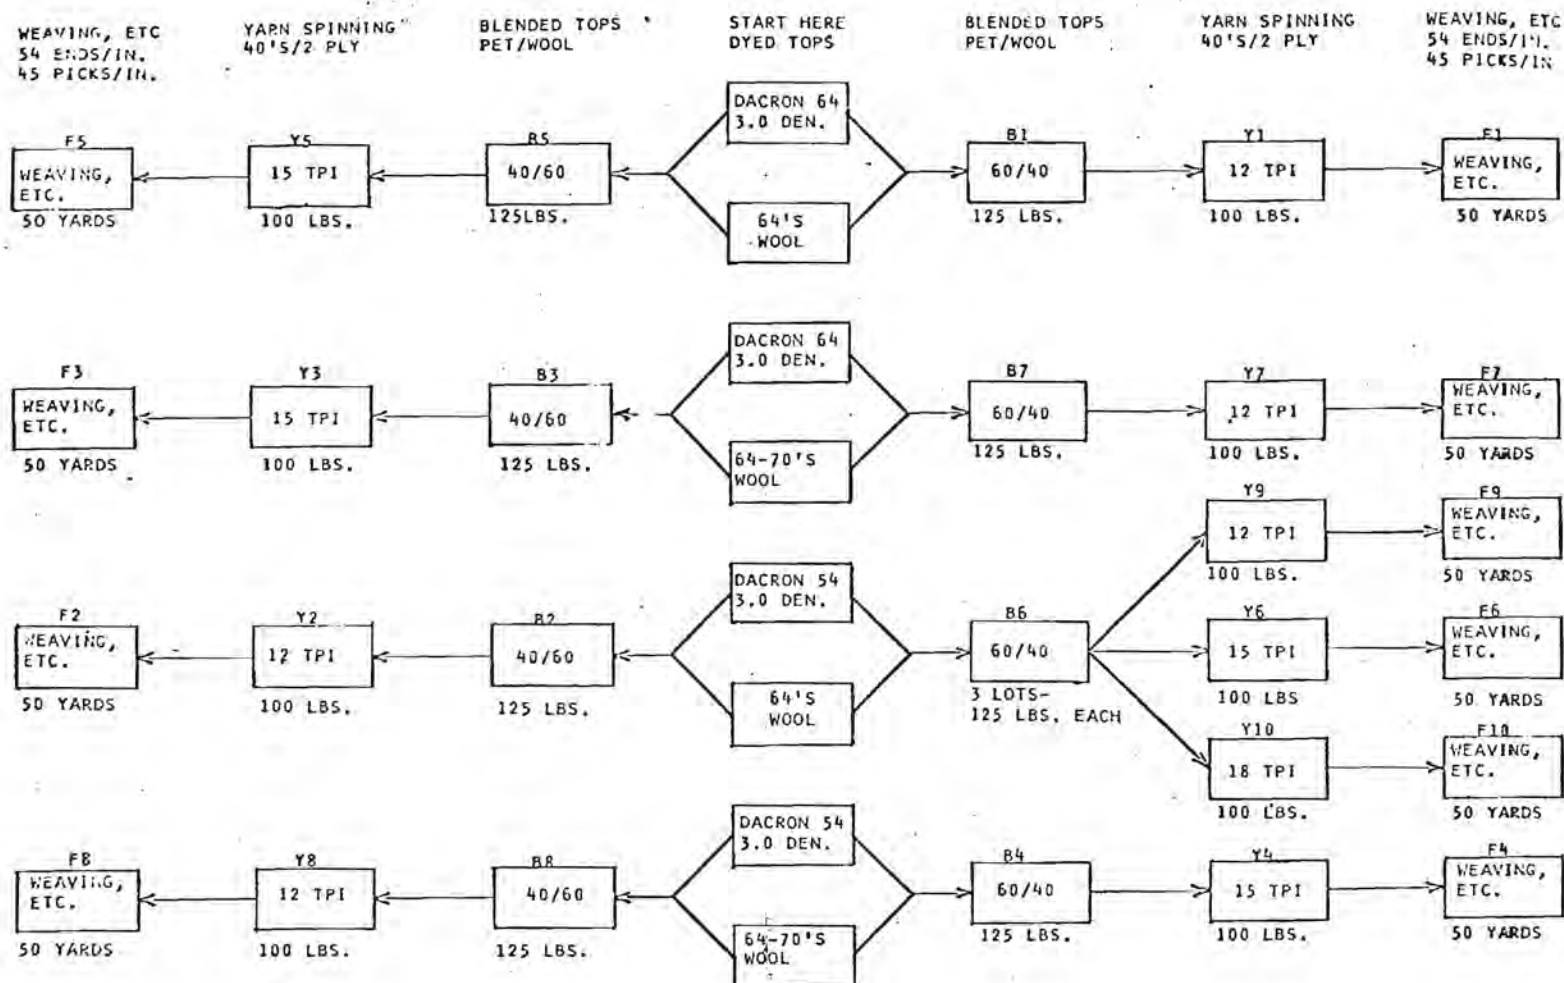 WEAVING, ETC
54 ENDS/IN.
45 PICKS/IN.
YARN SPINNING
40'S/2 PLY
BLENDED TOPS
PET/WOOL
START HERE
DYED TOPS
BLENDED TOPS
PET/WOOL
YARN SPINNING
40'S/2 PLY
WEAVING, ETC
54 ENDS/IN.
45 PICKS/IN
F5
WEAVING,
ETC.
50 YARDS
Y5
15 TPI
100 LBS.
B5
40/60
125LBS.
DACRON 64
3.0 DEN.
64'S
WOOL
B1
60/40
125 LBS.
Y1
12 TPI
100 LBS.
F1
WEAVING,
ETC.
50 YARDS
F3
WEAVING,
ETC.
50 YARDS
Y3
15 TPI
100 LBS.
B3
40/60
125 LBS.
DACRON 64
3.0 DEN.
64-70'S
WOOL
B7
60/40
125 LBS.
Y7
12 TPI
100 LBS.
F7
WEAVING,
ETC.
50 YARDS
Y9
12 TPI
100 LBS.
F9
WEAVING,
ETC.
50 YARDS
F2
WEAVING,
ETC.
50 YARDS
Y2
12 TPI
100 LBS.
B2
40/60
125 LBS.
DACRON 54
3.0 DEN.
64'S
WOOL
B6
60/40
3 LOTS-
125 LBS. EACH
Y6
15 TPI
100 LBS
F6
WEAVING,
ETC.
50 YARDS
Y10
18 TPI
100 LBS.
F10
WEAVING,
ETC.
50 YARDS
F8
WEAVING,
ETC.
50 YARDS
Y8
12 TPI
100 LBS.
B8
40/60
125 LBS.
DACRON 54
3.0 DEN.
64-70'S
WOOL
B4
60/40
125 LBS.
Y4
15 TPI
100 LBS.
F4
WEAVING,
ETC.
50 YARDS